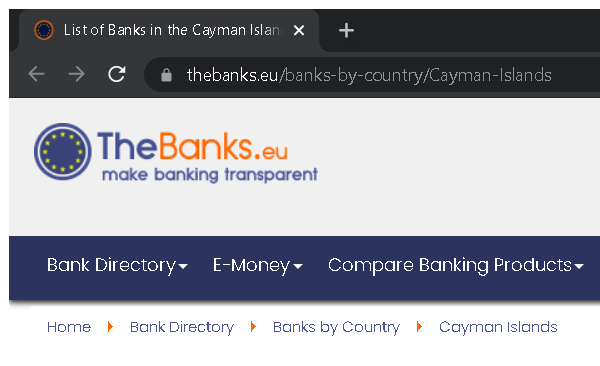 List of Banks in the Cayman Islan
thebanks.eu/banks-by-country/Cayman-Islands
TheBanks.eu
make banking transparent
Bank Directory E-Money Compare Banking Products
Home Bank Directory Banks by Country Cayman Islands